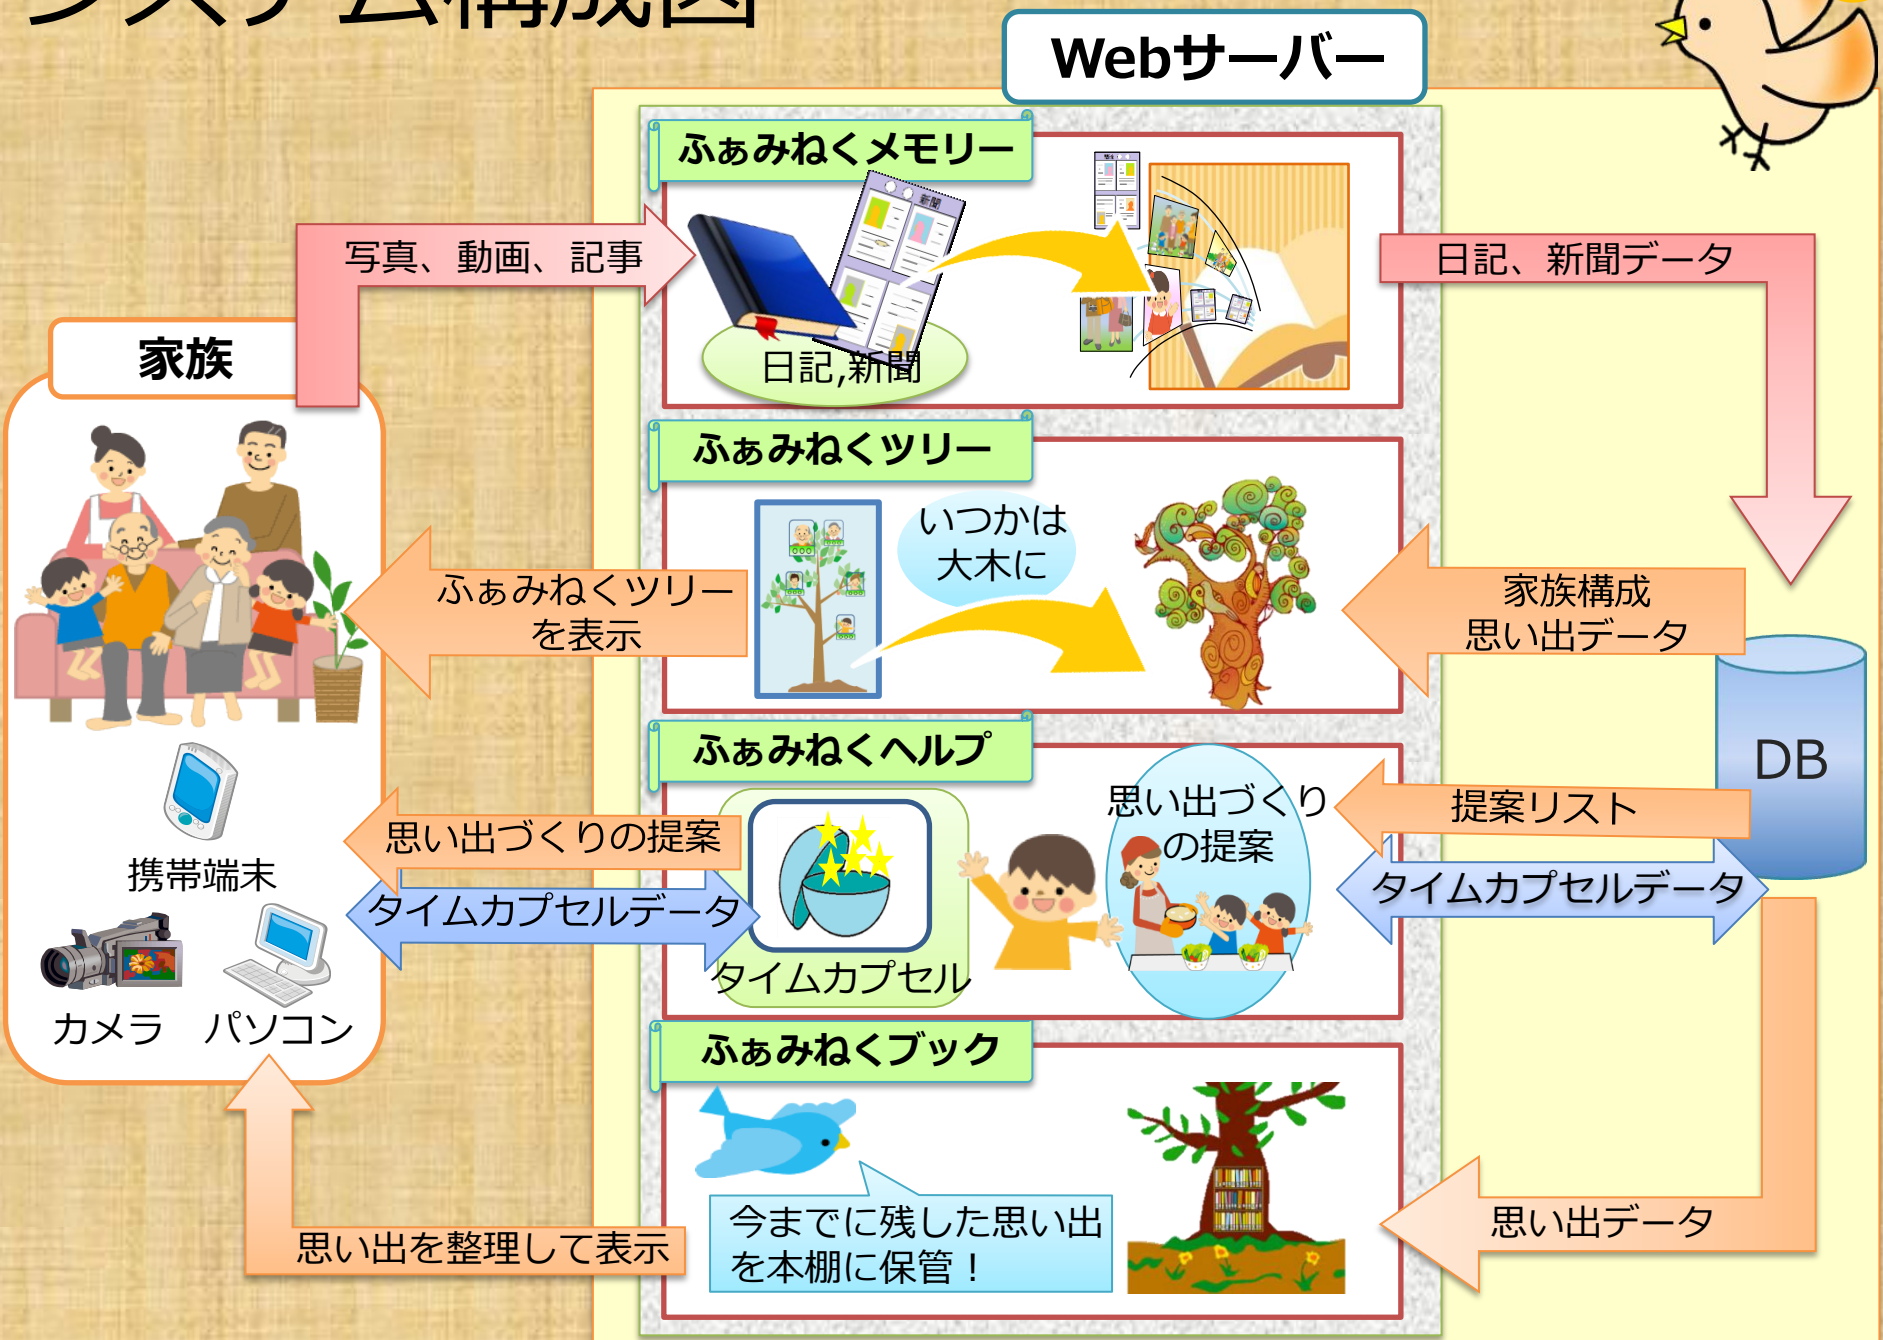 システム構成図
Webサーバー
ふぁみねくメモリー
新聞
写真、動画、記事
日記、新聞データ
日記,新聞
家族
ふぁみねくツリー
いつかは
大木に
ふぁみねくツリー
を表示
家族構成
思い出データ
DB
ふぁみねくヘルプ
思い出づくり
の提案
提案リスト
思い出づくりの提案
タイムカプセルデータ
タイムカプセルデータ
タイムカプセル
携帯端末
カメラ
パソコン
ふぁみねくブック
今までに残した思い出
を本棚に保管！
思い出データ
思い出を整理して表示